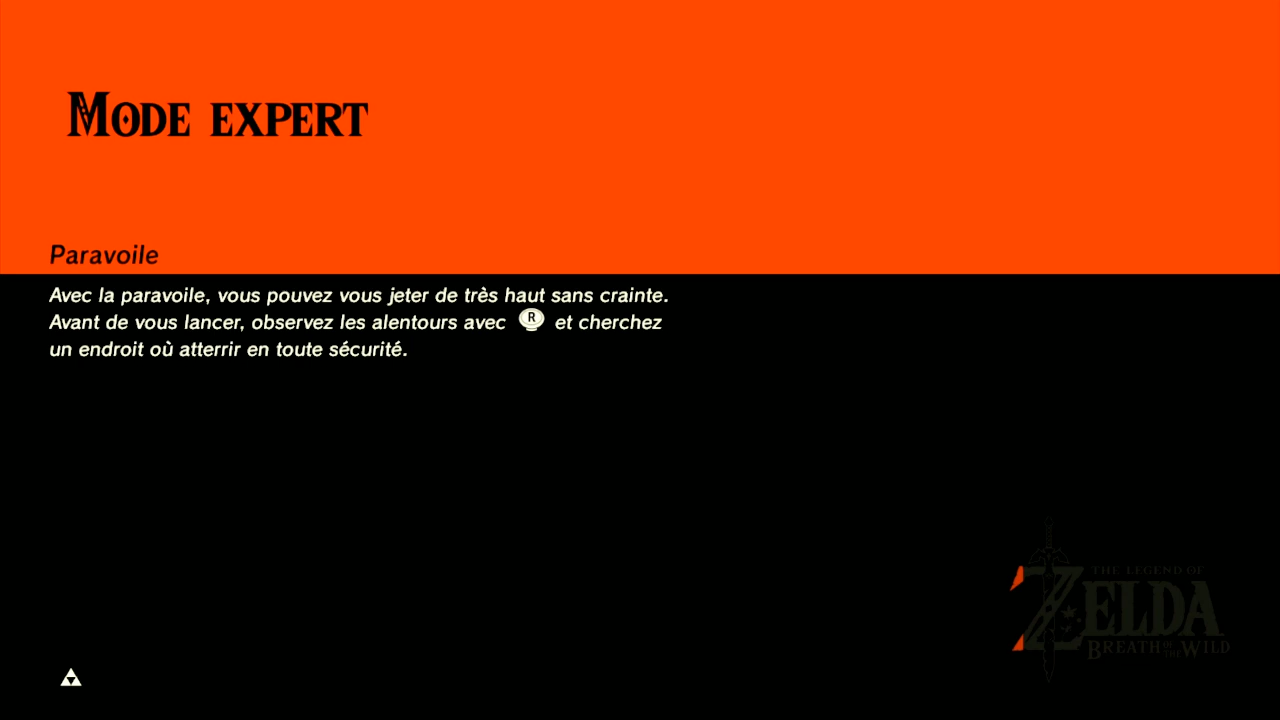 Mode expert
Paravoile
Avec la paravoile, vous pouvez vous jeter de très haut sans crainte.
Avant de vous lancer, observez les alentours avec R et cherchez
un endroit où atterrir en toute sécurité.
THE LEGEND OF
ZELDA
BREATH OF THE WILD